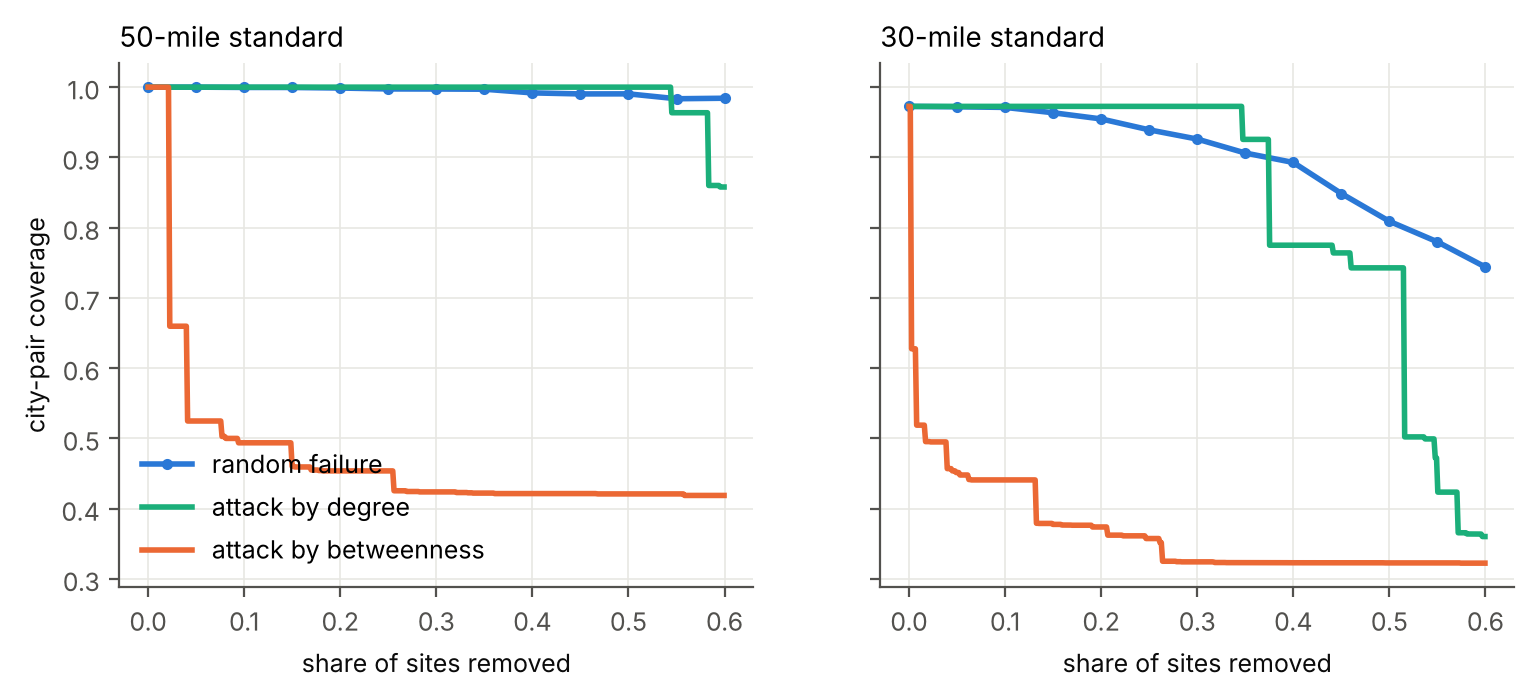 50-mile standard
30-mile standard
city-pair coverage
1.0
0.9
0.8
0.7
0.6
0.5
0.4
0.3
random failure
attack by degree
attack by betweenness
0.0 0.1 0.2 0.3 0.4 0.5 0.6
0.0 0.1 0.2 0.3 0.4 0.5 0.6
share of sites removed
share of sites removed